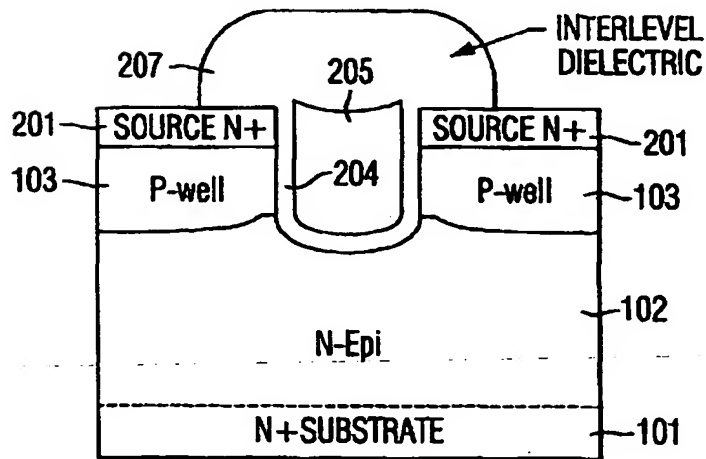 INTERLEVEL
DIELECTRIC
207
205
201
SOURCE N+
SOURCE N+
201
204
103
P-well
P-well
103
102
N-Epi
N+SUBSTRATE
101